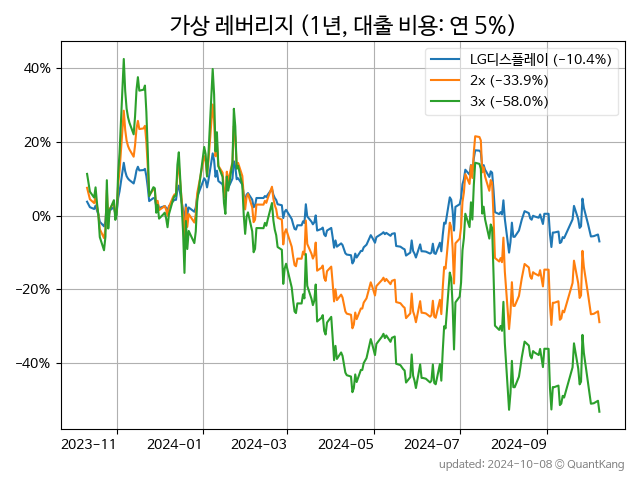 가상 레버리지 (1년, 대출 비용: 연 5%)
LG디스플레이 (−10.4%)
2x (−33.9%)
3x (−58.0%)
40%
20%
0%
−20%
−40%
2023-11 2024-01 2024-03 2024-05 2024-07 2024-09
updated: 2024-10-08 © QuantKang